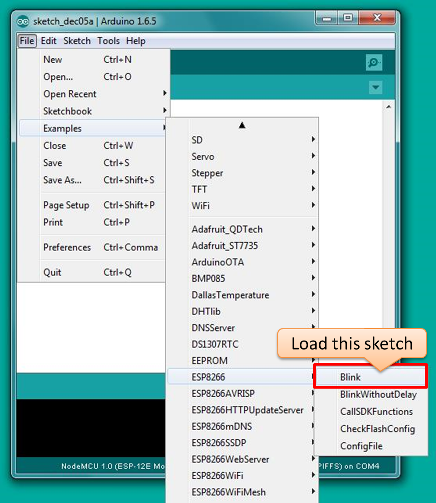 sketch_dec05a | Arduino 1.6.5
File Edit Sketch Tools Help
New Ctrl+N
Open... Ctrl+O
Open Recent
Sketchbook
Examples
Close Ctrl+W
Save Ctrl+S
Save As... Ctrl+Shift+S
Page Setup Ctrl+Shift+P
Print Ctrl+P
Preferences Ctrl+Comma
Quit Ctrl+Q
SD
Servo
Stepper
TFT
WiFi
Adafruit_QDTech
Adafruit_ST7735
ArduinoOTA
BMP085
DallasTemperature
DHTlib
DNSServer
DS1307RTC
EEPROM
ESP8266
ESP8266AVRISP
ESP8266HTTPUpdateServer
ESP8266mDNS
ESP8266SSDP
ESP8266WebServer
ESP8266WiFi
ESP8266WiFiMesh
Load this sketch
Blink
BlinkWithoutDelay
CallSDKFunctions
CheckFlashConfig
ConfigFile
NodeMCU 1.0 (ESP-12E Mo PIFFS) on COM4